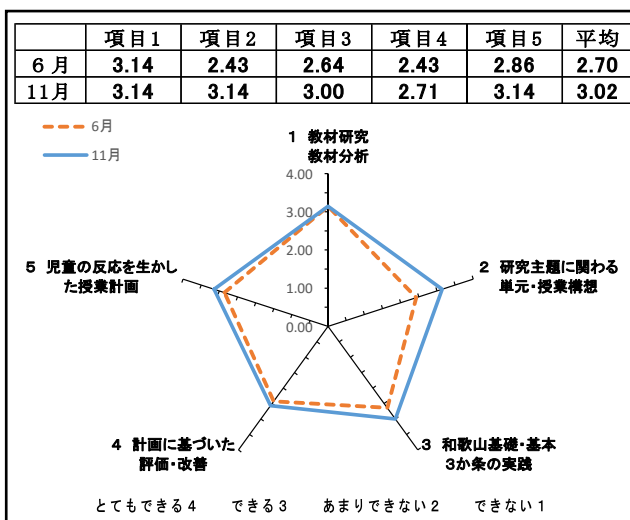 項目1 項目2 項目3 項目4 項目5 平均
6月 3.14 2.43 2.64 2.43 2.86 2.70
11月 3.14 3.14 3.00 2.71 3.14 3.02
6月
11月
1 教材研究
教材分析
4.00
3.00
2.00
1.00
0.00
5 児童の反応を生かし
た授業計画
2 研究主題に関わる
単元・授業構想
4 計画に基づいた
評価・改善
3 和歌山基礎・基本
3か条の実践
とてもできる4 できる3 あまりできない2 できない1